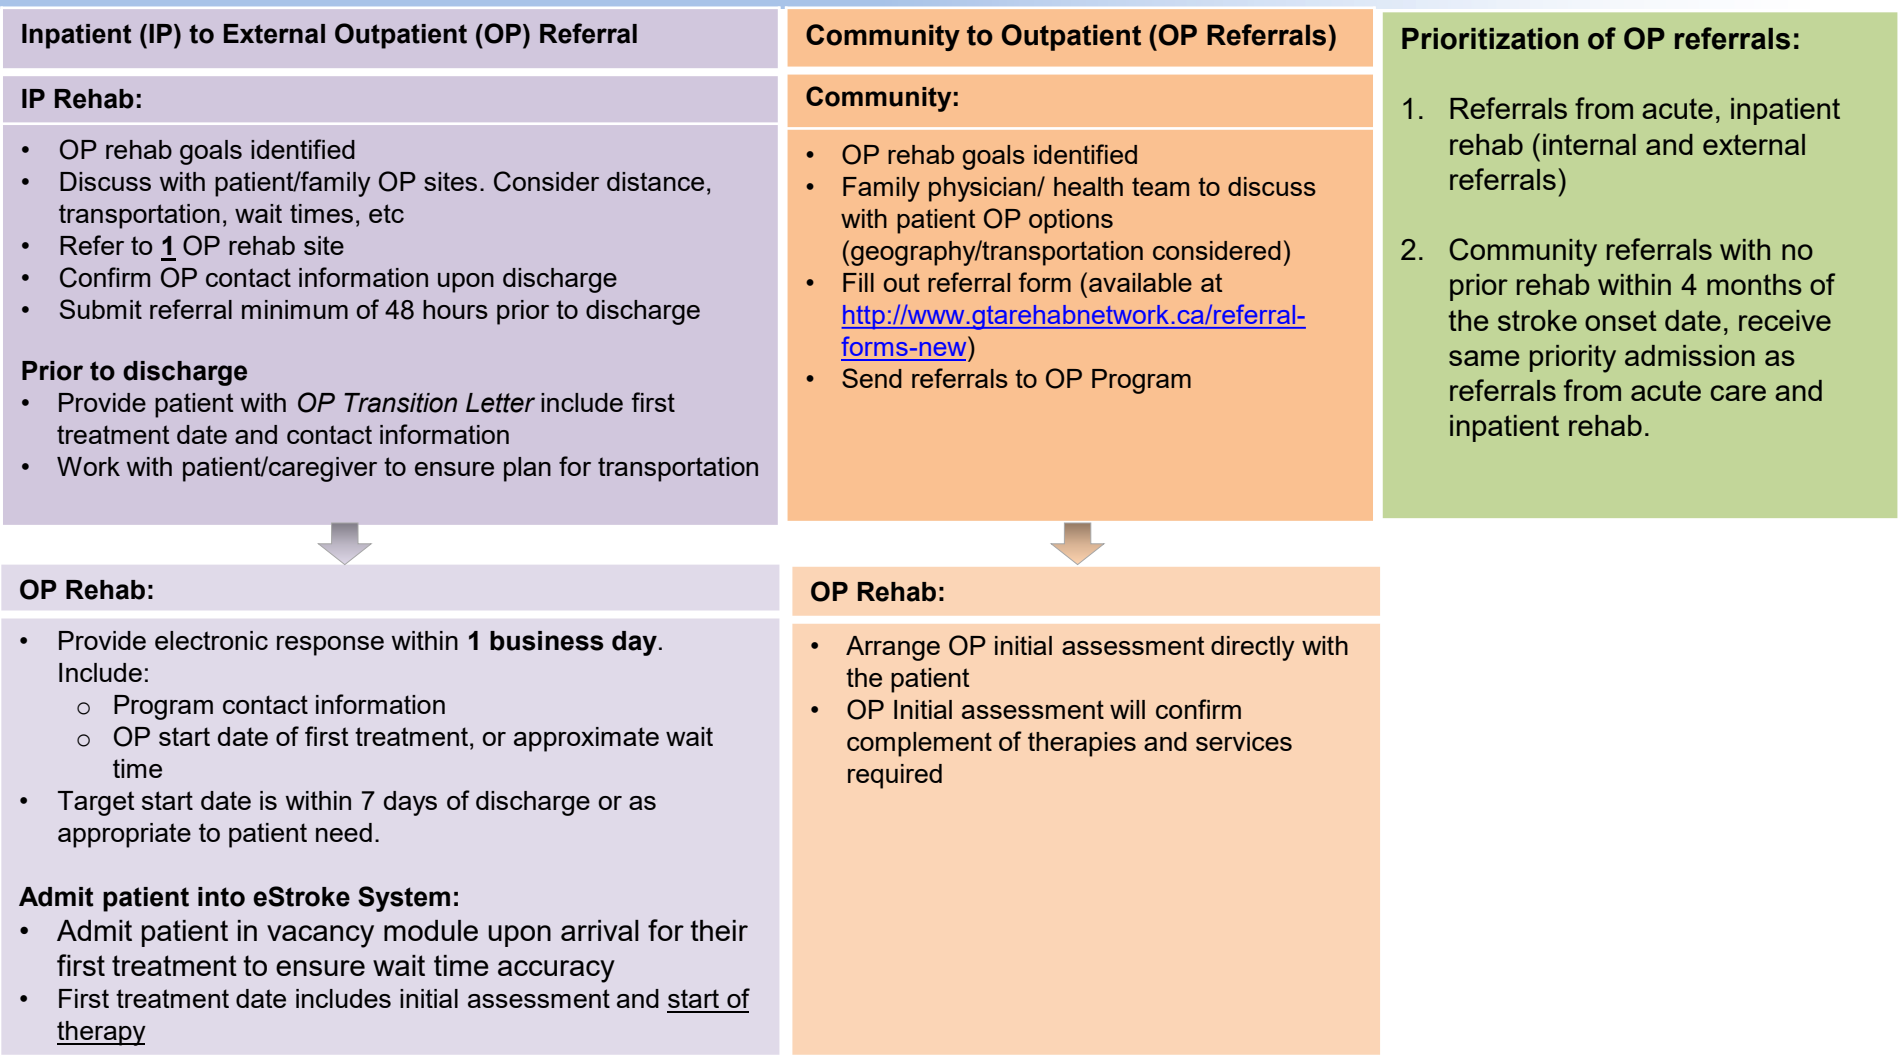 Inpatient (IP) to External Outpatient (OP) Referral
IP Rehab:
• OP rehab goals identified
• Discuss with patient/family OP sites. Consider distance,
transportation, wait times, etc
• Refer to 1 OP rehab site
• Confirm OP contact information upon discharge
• Submit referral minimum of 48 hours prior to discharge
Prior to discharge
• Provide patient with OP Transition Letter include first
treatment date and contact information
• Work with patient/caregiver to ensure plan for transportation
OP Rehab:
• Provide electronic response within 1 business day.
Include:
o Program contact information
o OP start date of first treatment, or approximate wait
time
• Target start date is within 7 days of discharge or as
appropriate to patient need.
Admit patient into eStroke System:
• Admit patient in vacancy module upon arrival for their
first treatment to ensure wait time accuracy
• First treatment date includes initial assessment and start of
therapy
Community to Outpatient (OP Referrals)
Community:
• OP rehab goals identified
• Family physician/ health team to discuss
with patient OP options
(geography/transportation considered)
• Fill out referral form (available at
http://www.gtarehabnetwork.ca/referral-
forms-new)
• Send referrals to OP Program
OP Rehab:
• Arrange OP initial assessment directly with
the patient
• OP Initial assessment will confirm
complement of therapies and services
required
Prioritization of OP referrals:
1. Referrals from acute, inpatient
rehab (internal and external
referrals)
2. Community referrals with no
prior rehab within 4 months of
the stroke onset date, receive
same priority admission as
referrals from acute care and
inpatient rehab.